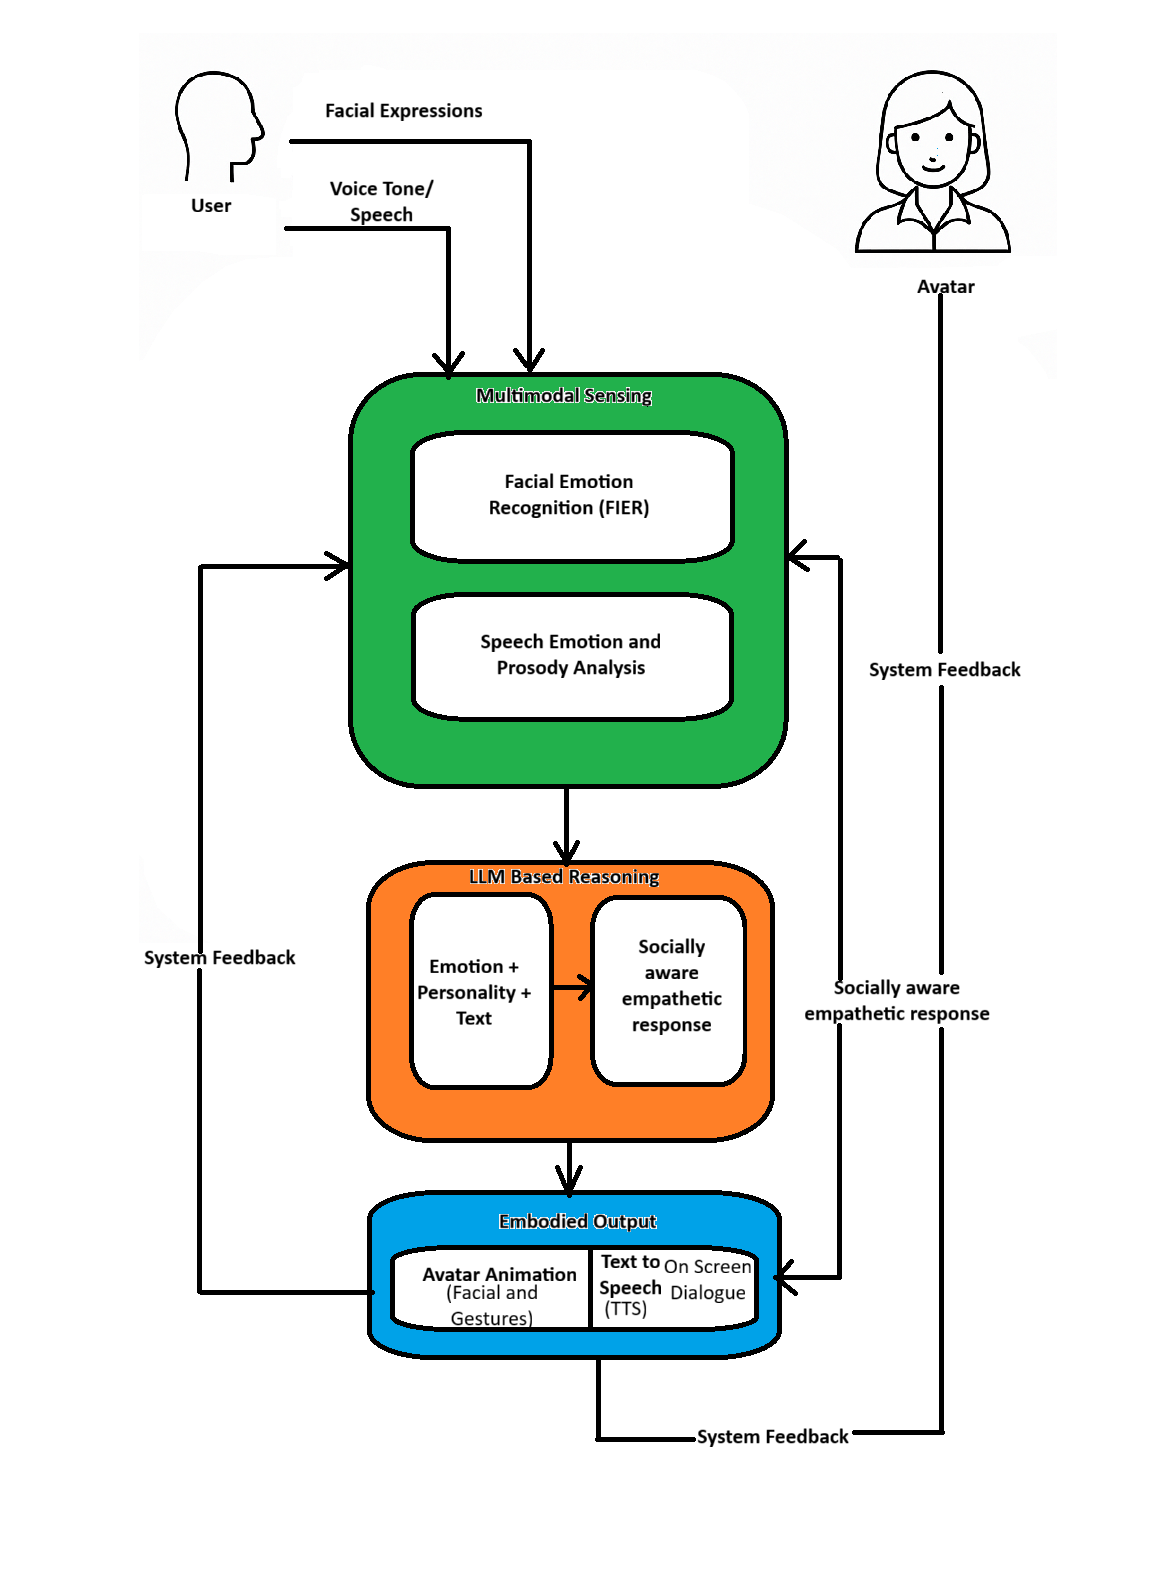 Facial Expressions
Voice Tone/
Speech
User
Avatar
Multimodal Sensing
Facial Emotion
Recognition (FIER)
Speech Emotion and
Prosody Analysis
System Feedback
LLM Based Reasoning
Emotion +
Personality +
Text
Socially
aware
empathetic
response
System Feedback
Socially aware
empathetic response
Embodied Output
Avatar Animation
(Facial and
Gestures)
Text to
Speech
(TTS)
On Screen
Dialogue
System Feedback